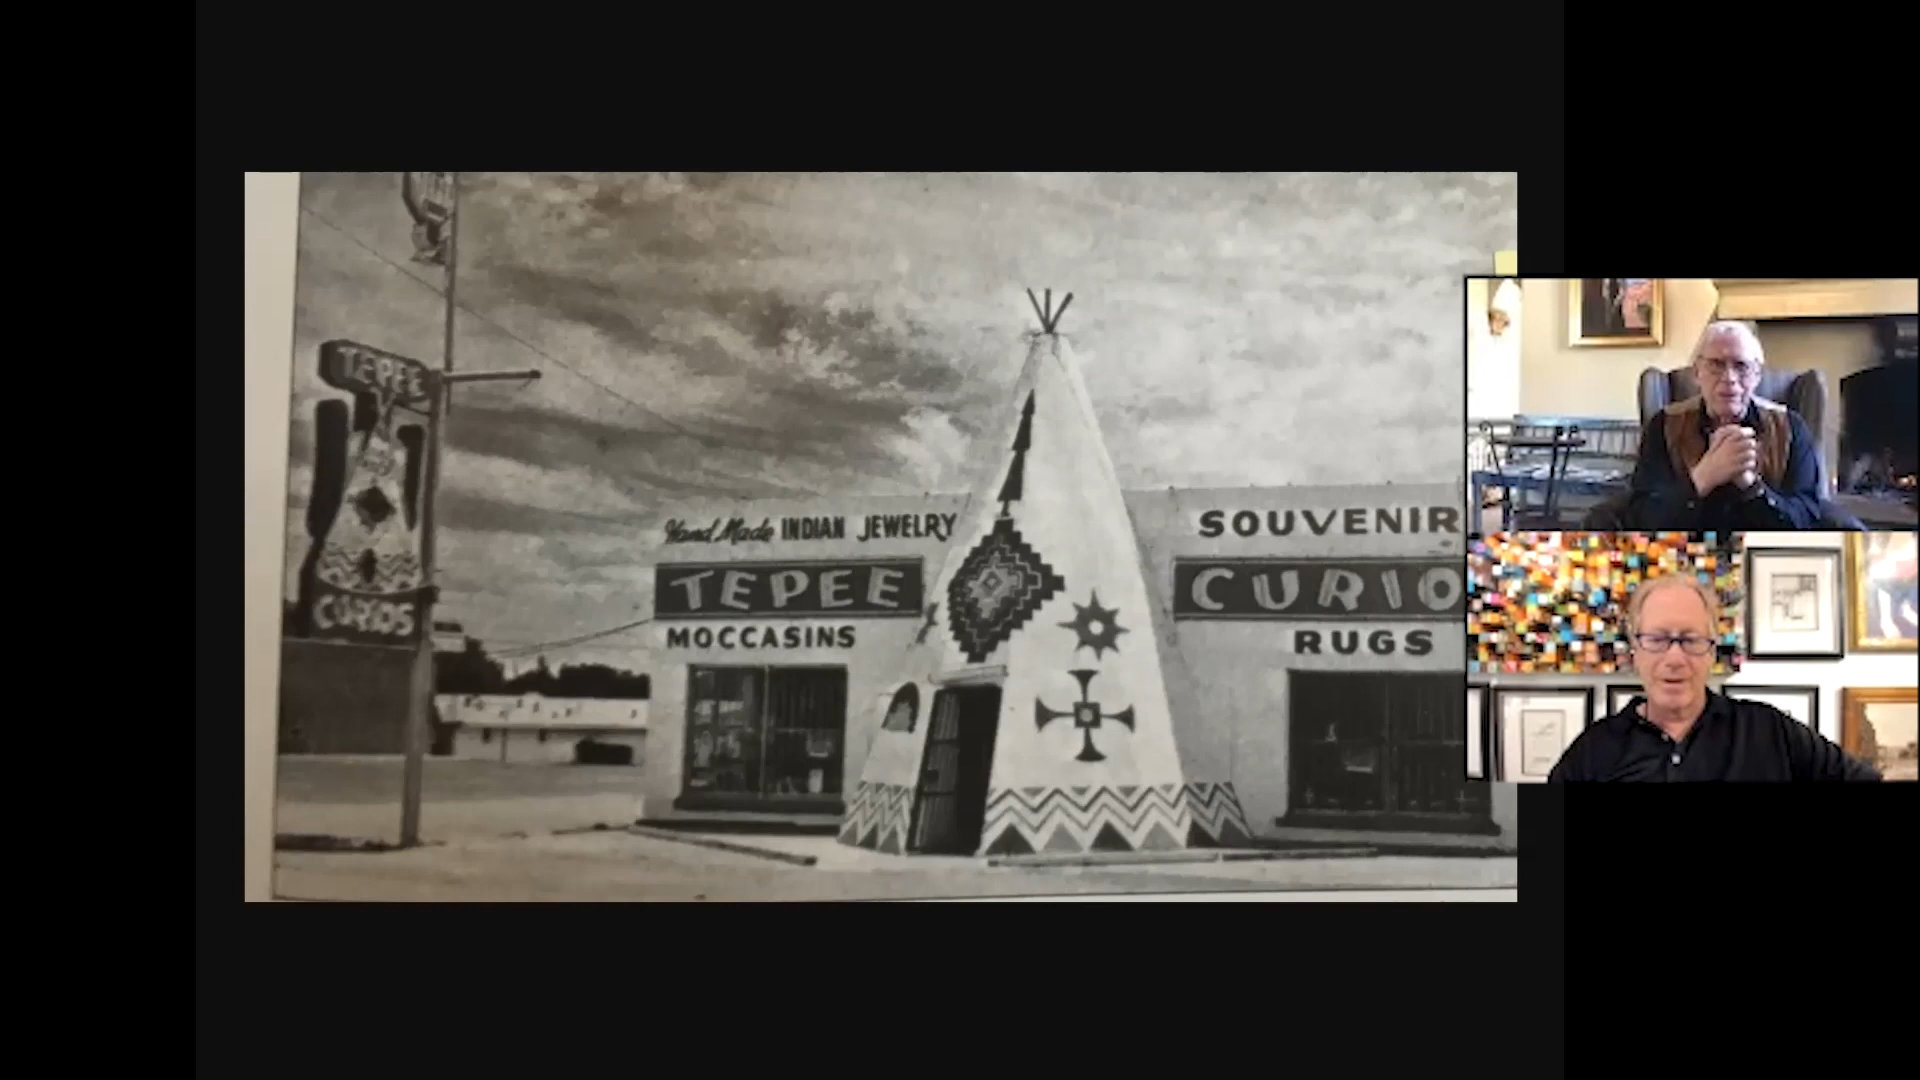 TEPEE
CURIOS
Hand Made INDIAN JEWELRY
TEPEE
MOCCASINS
SOUVENIR
CURIO
RUGS